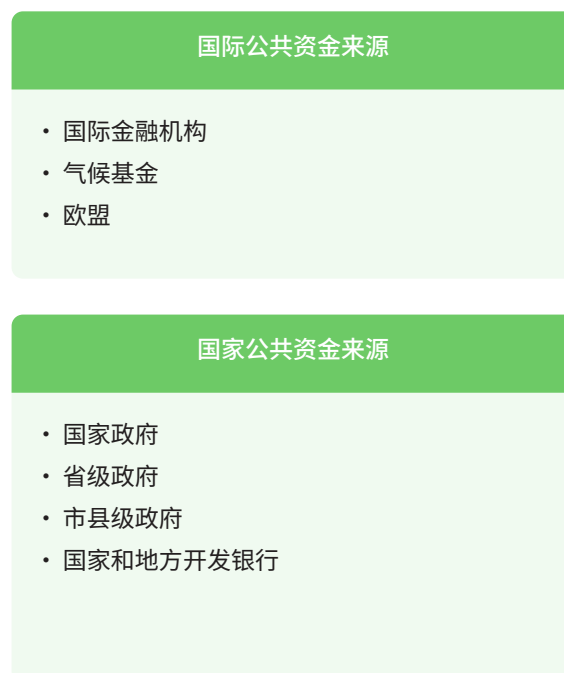 国际公共资金来源
• 国际金融机构
• 气候基金
• 欧盟
国家公共资金来源
• 国家政府
• 省级政府
• 市县级政府
• 国家和地方开发银行